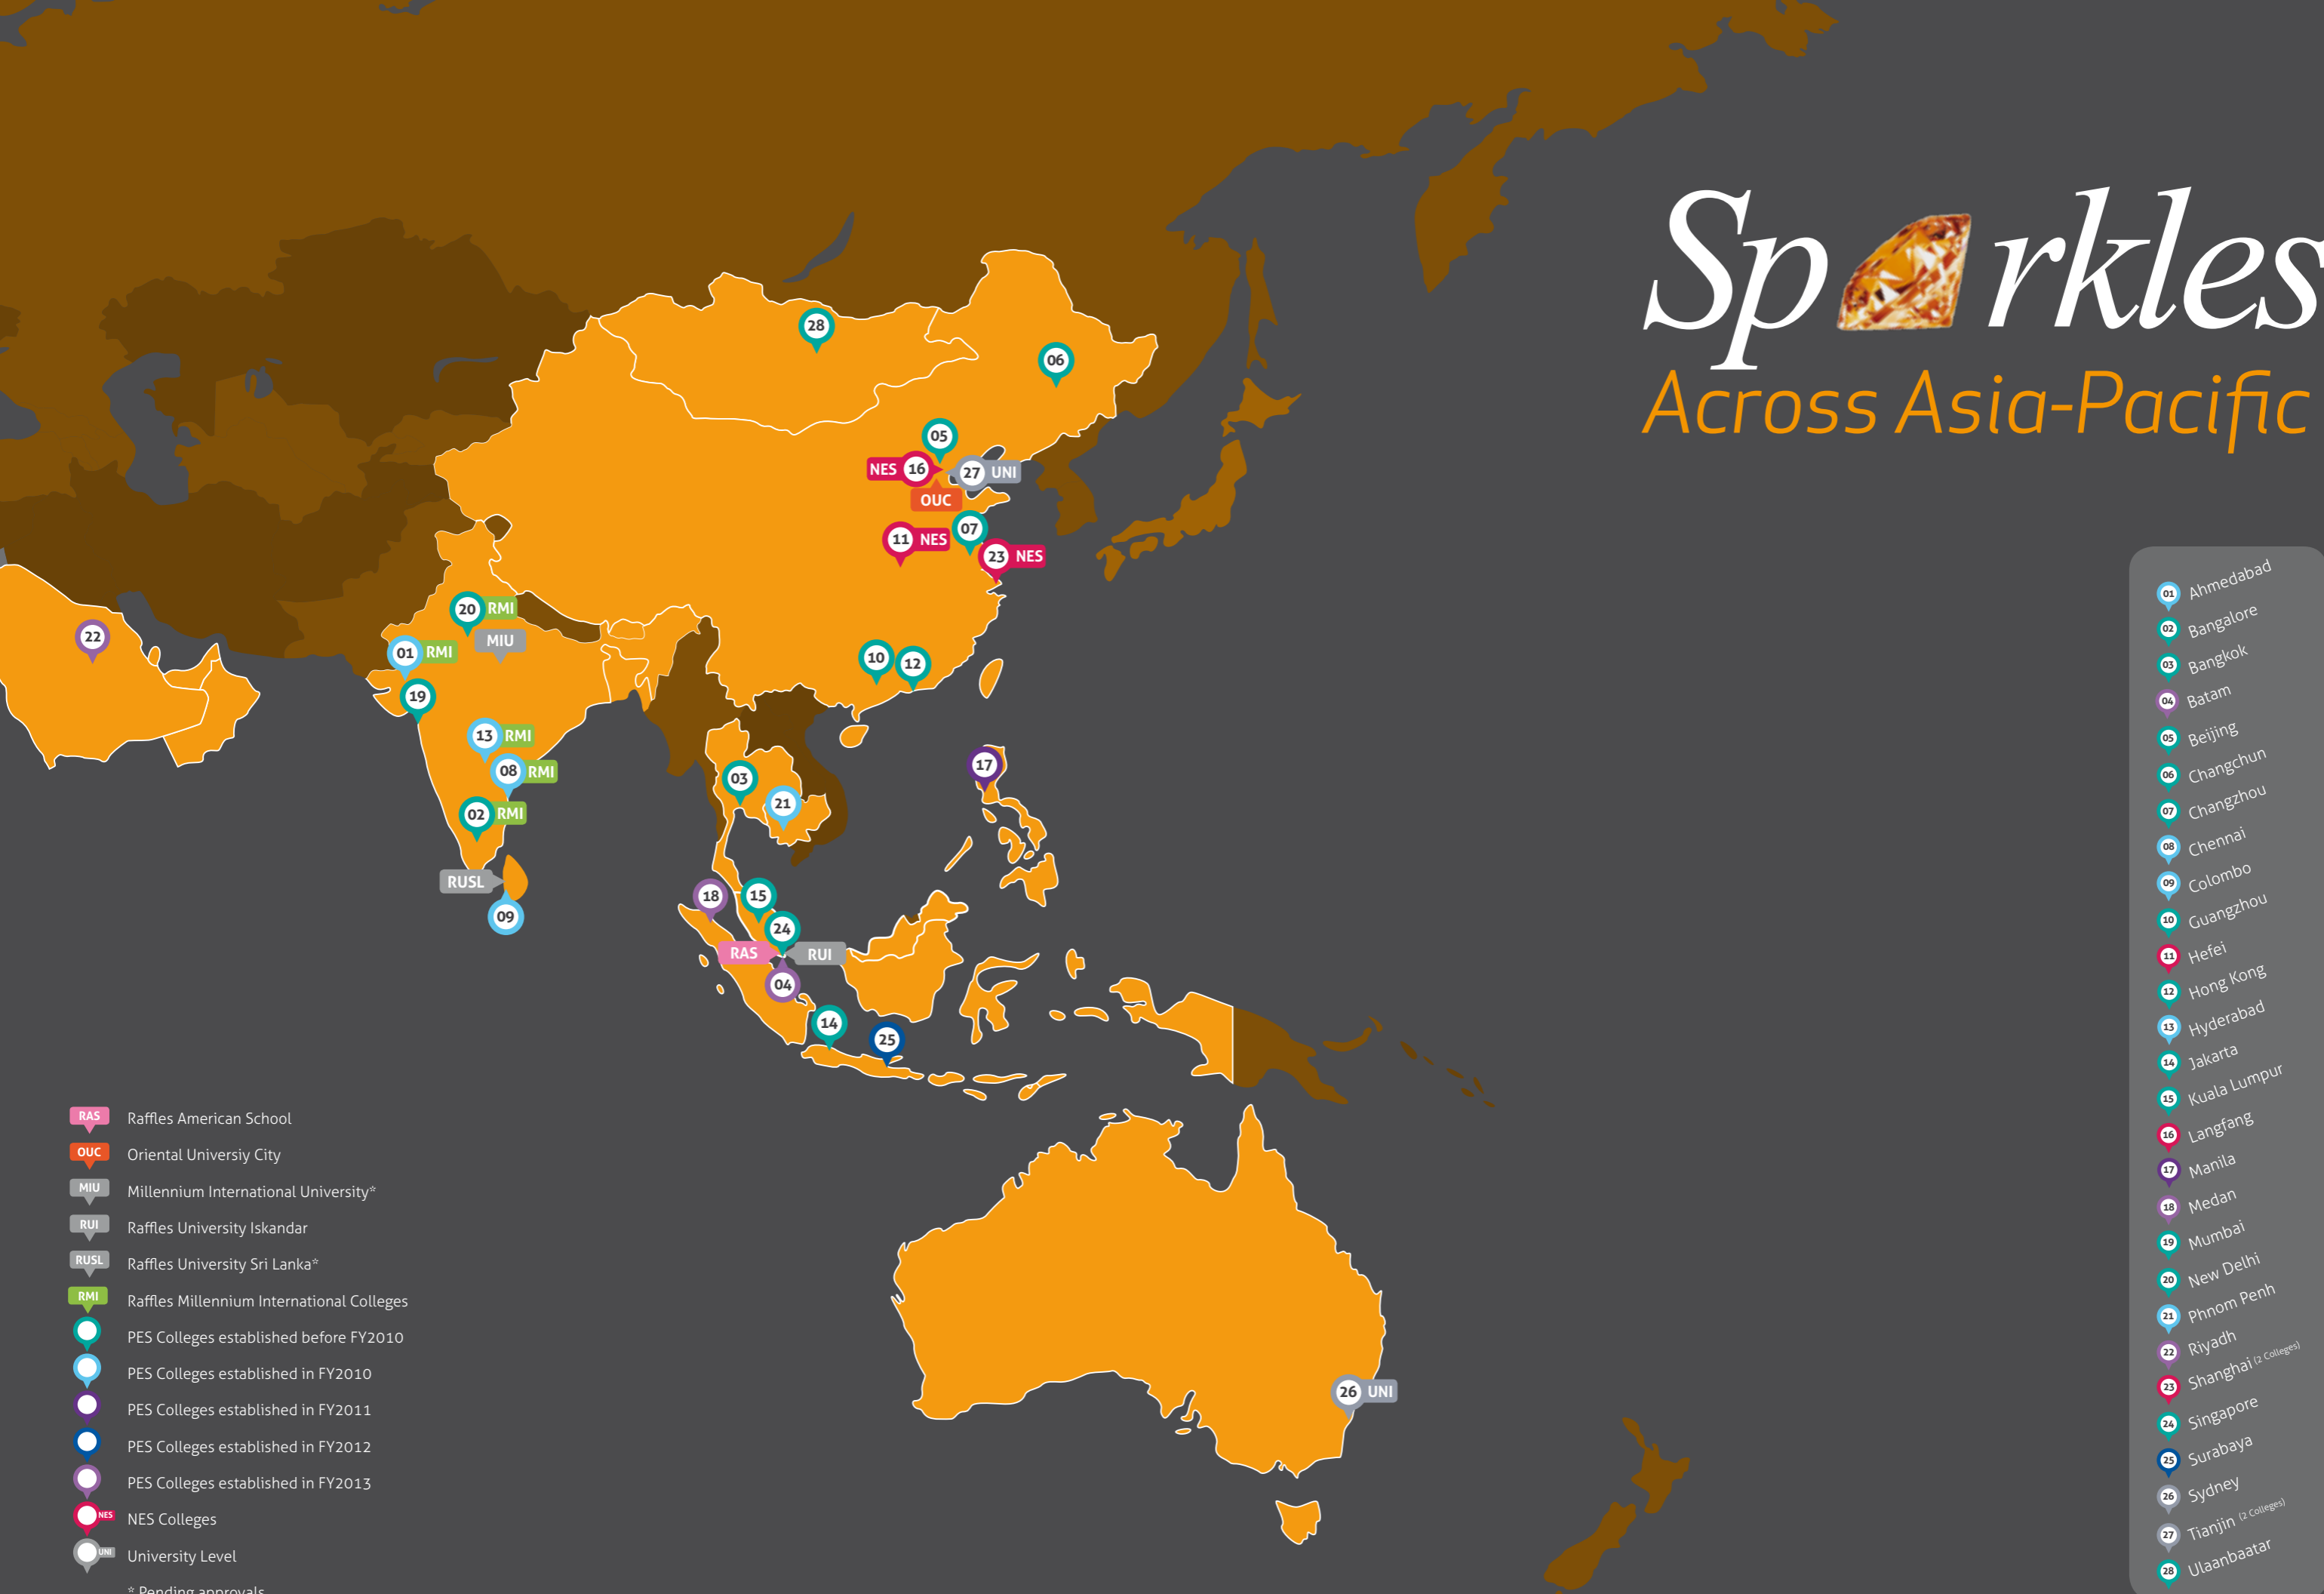 Sparkles
Across Asia-Pacific
28
06
05
NES 16
27 UNI
OUC
07
11 NES
23 NES
20 RMI
22
MIU
01 RMI
10
12
19
13 RMI
17
08 RMI
03
21
02 RMI
RUSL
18
15
09
24
RAS
RUI
04
14
25
26 UNI
RAS Raffles American School
OUC Oriental Universiy City
MIU Millennium International University*
RUI Raffles University Iskandar
RUSL Raffles University Sri Lanka*
RMI Raffles Millennium International Colleges
PES Colleges established before FY2010
PES Colleges established in FY2010
PES Colleges established in FY2011
PES Colleges established in FY2012
PES Colleges established in FY2013
NES NES Colleges
UNI University Level
* Pending approvals
01 Ahmedabad
02 Bangalore
03 Bangkok
04 Batam
05 Beijing
06 Changchun
07 Changzhou
08 Chennai
09 Colombo
10 Guangzhou
11 Hefei
12 Hong Kong
13 Hyderabad
14 Jakarta
15 Kuala Lumpur
16 Langfang
17 Manila
18 Medan
19 Mumbai
20 New Delhi
21 Phnom Penh
22 Riyadh
23 Shanghai (2 Colleges)
24 Singapore
25 Surabaya
26 Sydney
27 Tianjin (2 Colleges)
28 Ulaanbaatar